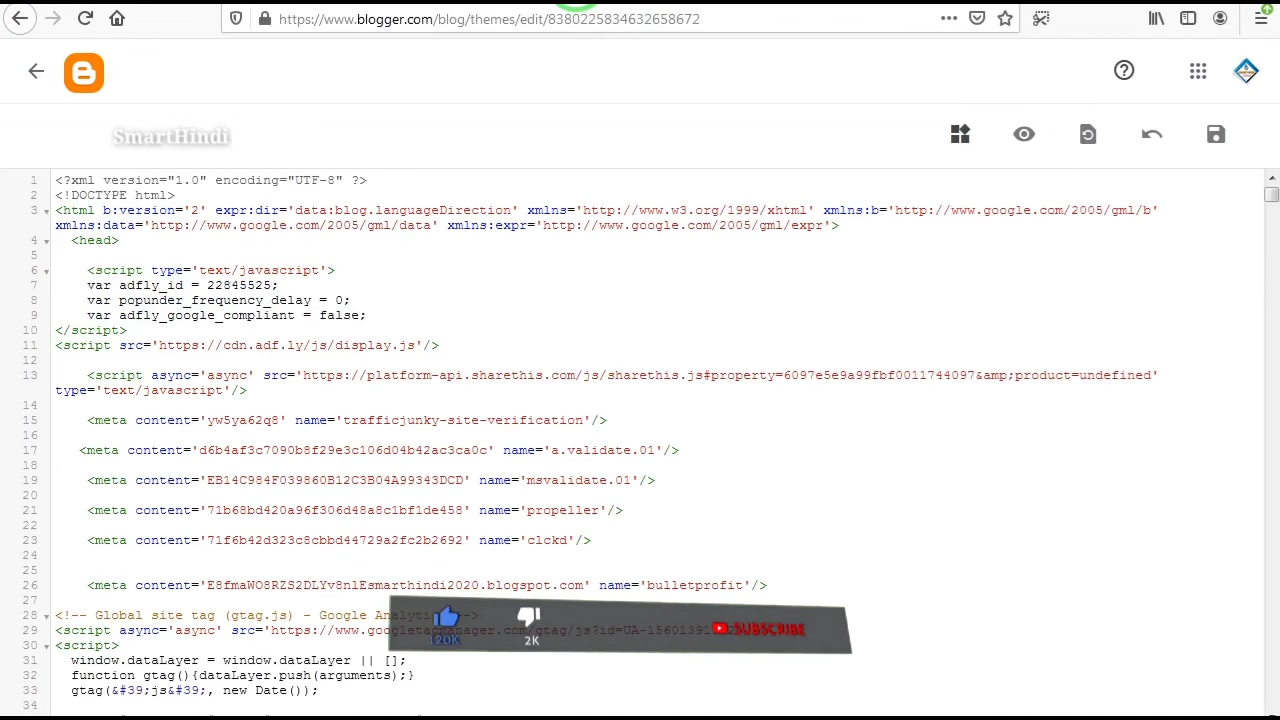 https://www.blogger.com/blog/themes/edit/8380225834632658672
SmartHindi
1 <?xml version="1.0" encoding="UTF-8" ?>
2 <!DOCTYPE html>
3 <html b:version='2' expr:dir='data:blog.languageDirection' xmlns='http://www.w3.org/1999/xhtml' xmlns:b='http://www.google.com/2005/gml/b'
xmlns:data='http://www.google.com/2005/gml/data' xmlns:expr='http://www.google.com/2005/gml/expr'>
4 <head>
5
6 <script type='text/javascript'>
7 var adfly_id = 22845525;
8 var popunder_frequency_delay = 0;
9 var adfly_google_compliant = false;
10 </script>
11 <script src='https://cdn.adf.ly/js/display.js'/>
12
13 <script async='async' src='https://platform-api.sharethis.com/js/sharethis.js#property=6097e5e9a99fbf0011744097&amp;product=undefined'
type='text/javascript'/>
14
15 <meta content='yw5ya62q8' name='trafficjunky-site-verification'/>
16
17 <meta content='d6b4af3c7090b8f29e3c106d04b42ac3ca0c' name='a.validate.01'/>
18
19 <meta content='EB14C984F039860B12C3B04A99343DCD' name='msvalidate.01'/>
20
21 <meta content='71b68bd420a96f306d48a8c1bf1de458' name='propeller'/>
22
23 <meta content='71f6b42d323c8cbbd44729a2fc2b2692' name='clckd'/>
24
25
26 <meta content='E8fmaWO8RZS2DLYv8nlEsmarthindi2020.blogspot.com' name='bulletprofit'/>
27
28 <!-- Global site tag (gtag.js) - Google Analytics -->
29 <script async='async' src='https://www.googletagmanager.com/gtag/js?id=UA-1560139
30 <script>
31 window.dataLayer = window.dataLayer || [];
32 function gtag(){dataLayer.push(arguments);}
33 gtag(&#39;js&#39;, new Date());
34
120K
2K
SUBSCRIBE